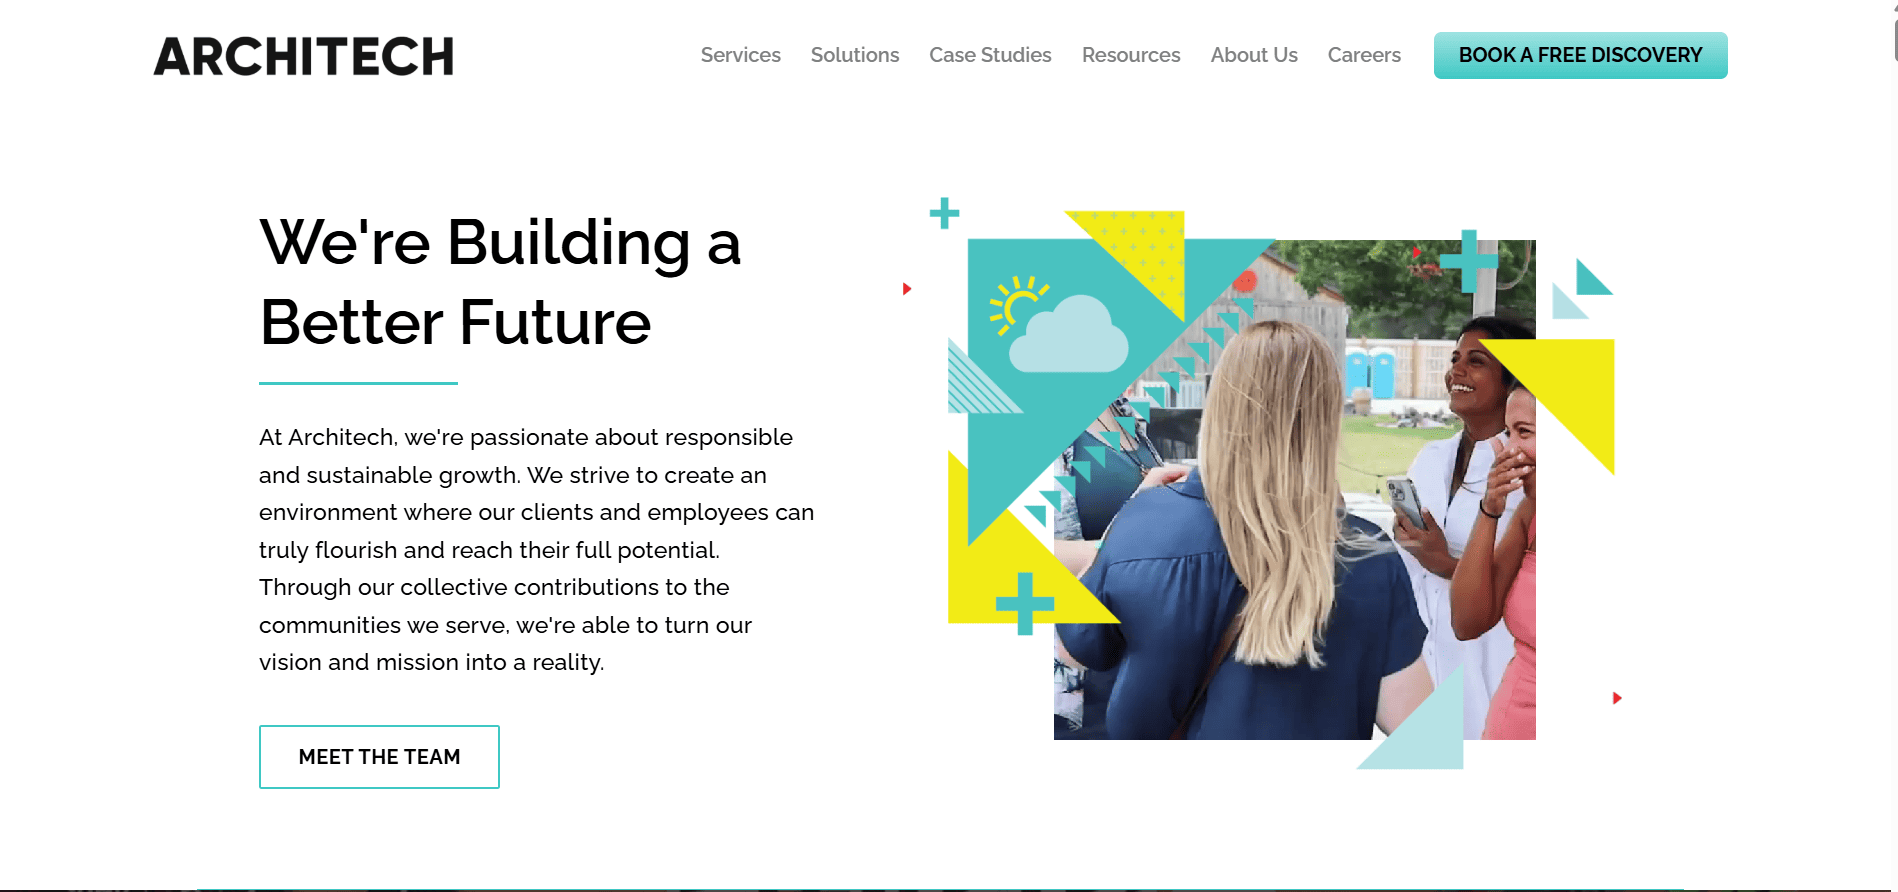 ARCHITECH
Services
Solutions
Case Studies
Resources
About Us
Careers
BOOK A FREE DISCOVERY
We're Building a
Better Future
At Architech, we're passionate about responsible
and sustainable growth. We strive to create an
environment where our clients and employees can
truly flourish and reach their full potential.
Through our collective contributions to the
communities we serve, we're able to turn our
vision and mission into a reality.
MEET THE TEAM